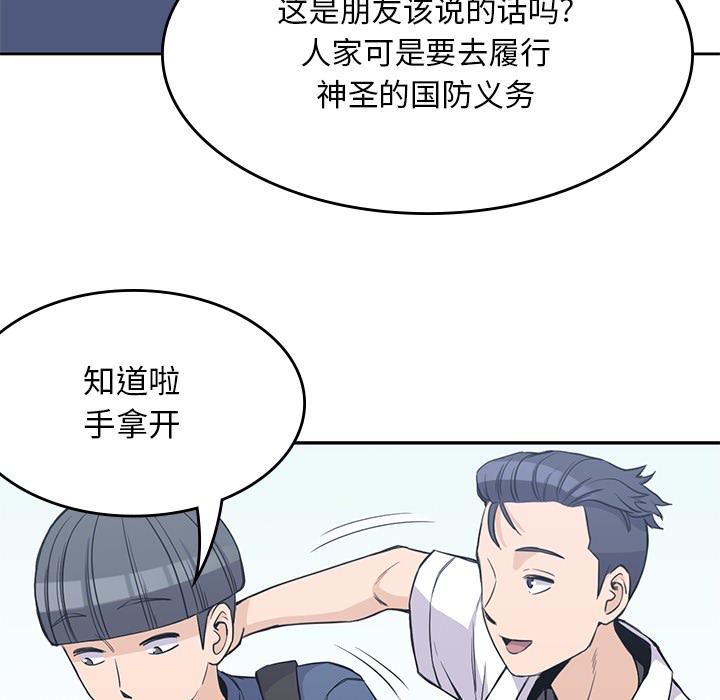 这是朋友该说的话吗?
人家可是要去履行
神圣的国防义务
知道啦
手拿开